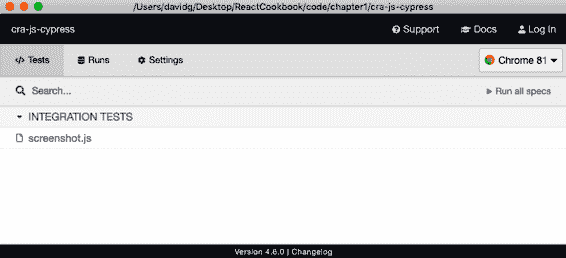 /Users/davidg/Desktop/ReactCookbook/code/chapter1/cra-js-cypress
cra-js-cypress Support Docs Log In
</> Tests Runs Settings Chrome 81
Search... Run all specs
INTEGRATION TESTS
screenshot.js
Version 4.6.0 | Changelog